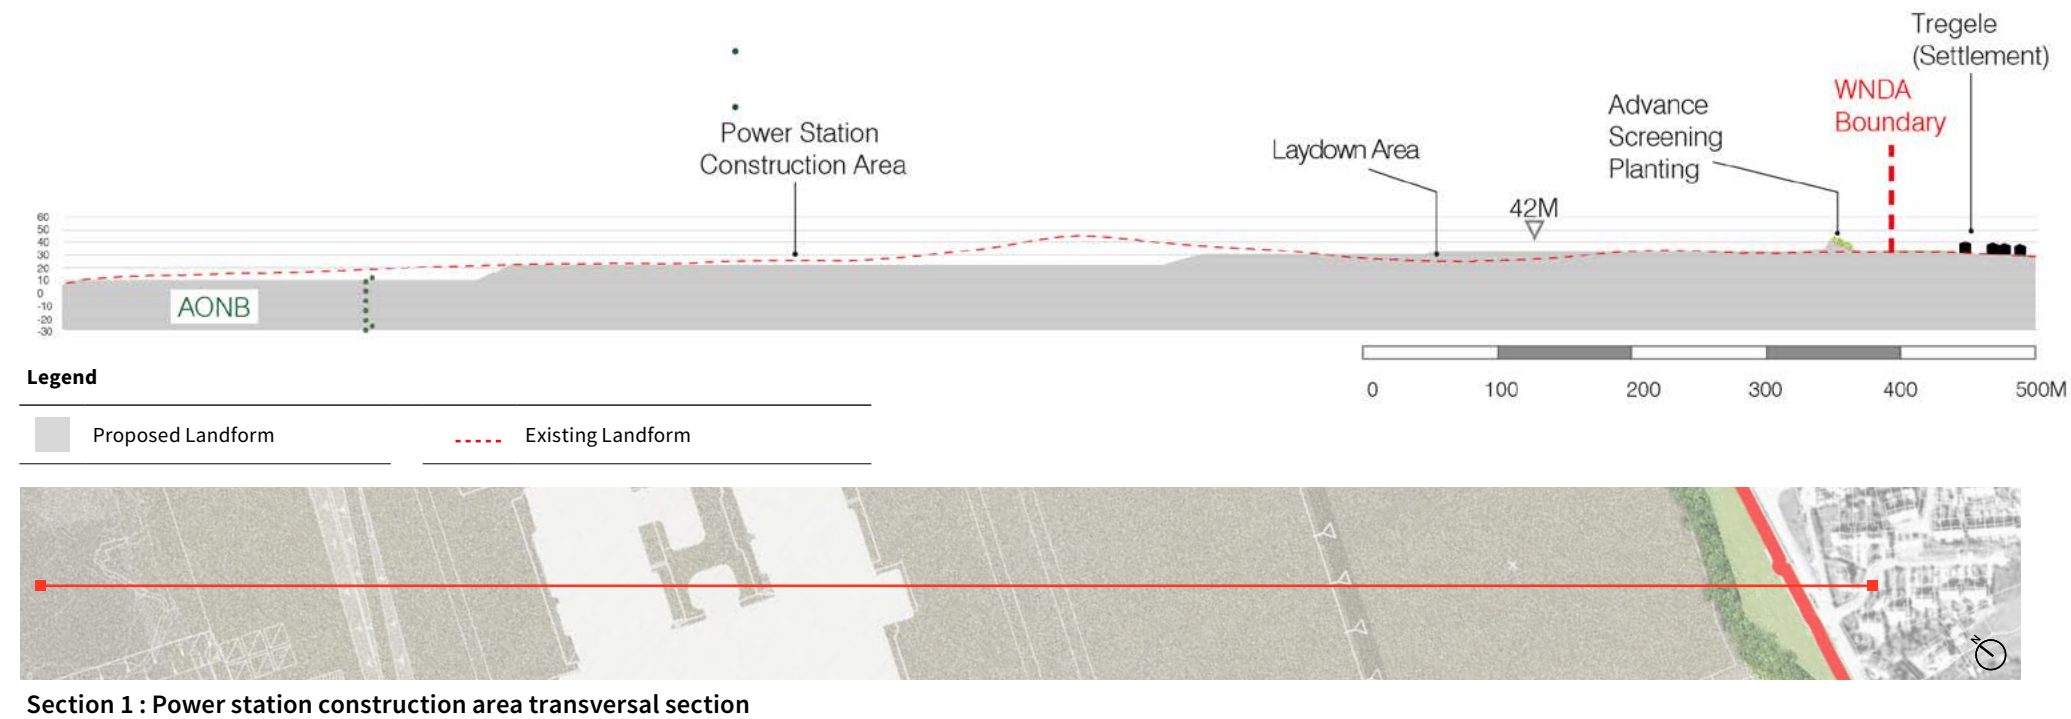 Tregele
(Settlement)
WNDA
Boundary
Advance
Screening
Planting
Power Station
Construction Area
Laydown Area
42M
60
50
40
30
20
10
0
-10
-20
-30
AONB
0 100 200 300 400 500M
Legend
Proposed Landform Existing Landform
N
Section 1 : Power station construction area transversal section